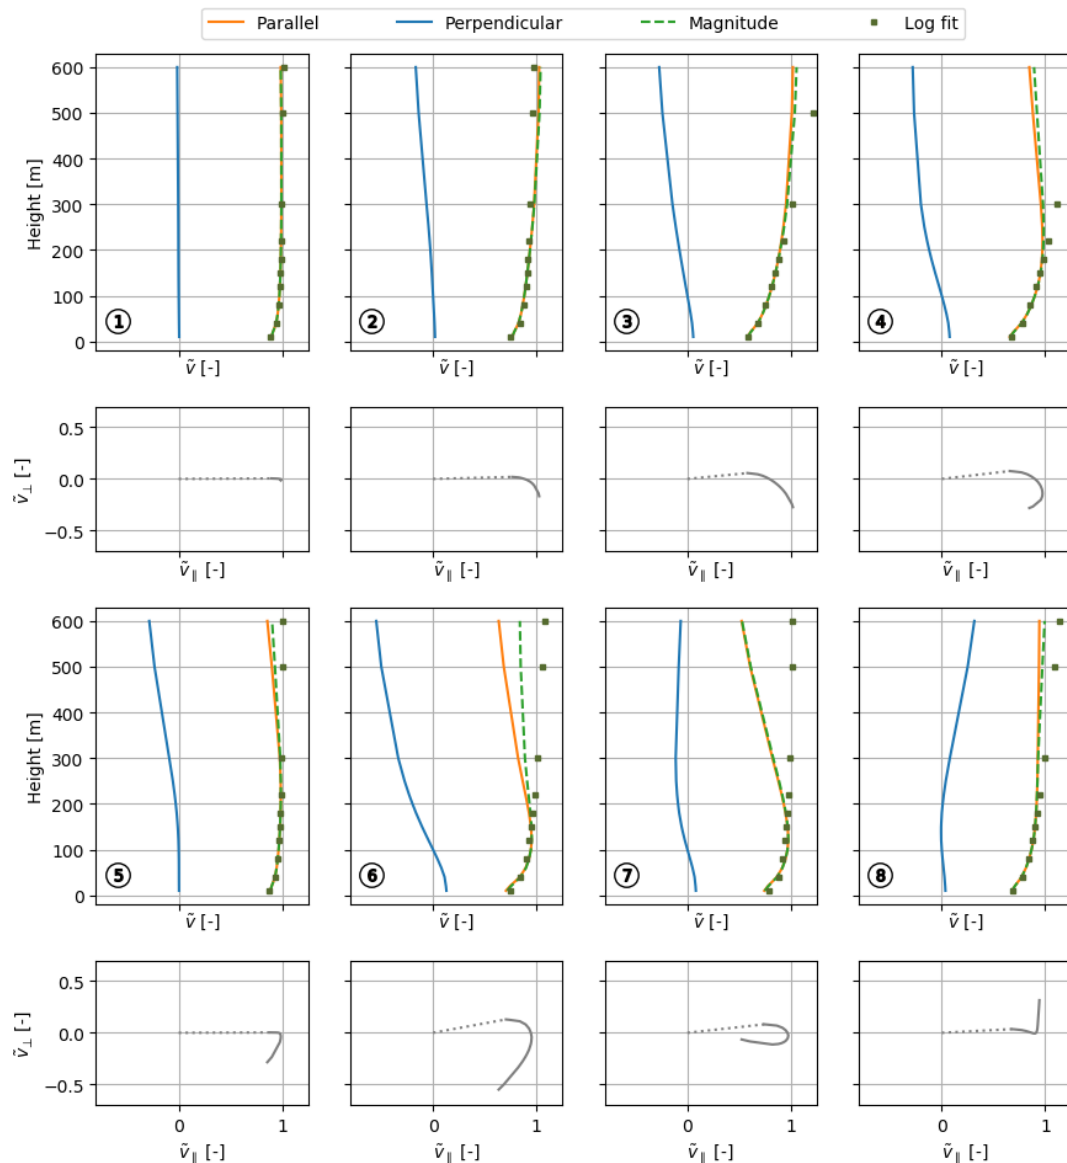 Parallel Perpendicular Magnitude Log fit
600
500
400
300
200
100
0
Height [m]
1 2 3 4
ṽ [-] ṽ [-] ṽ [-] ṽ [-]
0.5
0.0
−0.5
ṽ⊥ [-]
ṽ∥ [-] ṽ∥ [-] ṽ∥ [-] ṽ∥ [-]
600
500
400
300
200
100
0
Height [m]
5 6 7 8
ṽ [-] ṽ [-] ṽ [-] ṽ [-]
0.5
0.0
−0.5
ṽ⊥ [-]
0 1 0 1 0 1 0 1
ṽ∥ [-] ṽ∥ [-] ṽ∥ [-] ṽ∥ [-]